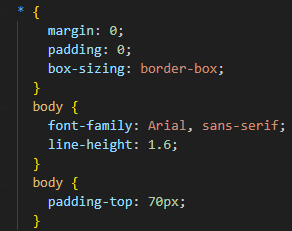 * {
margin: 0;
padding: 0;
box-sizing: border-box;
}
body {
font-family: Arial, sans-serif;
line-height: 1.6;
}
body {
padding-top: 70px;
}